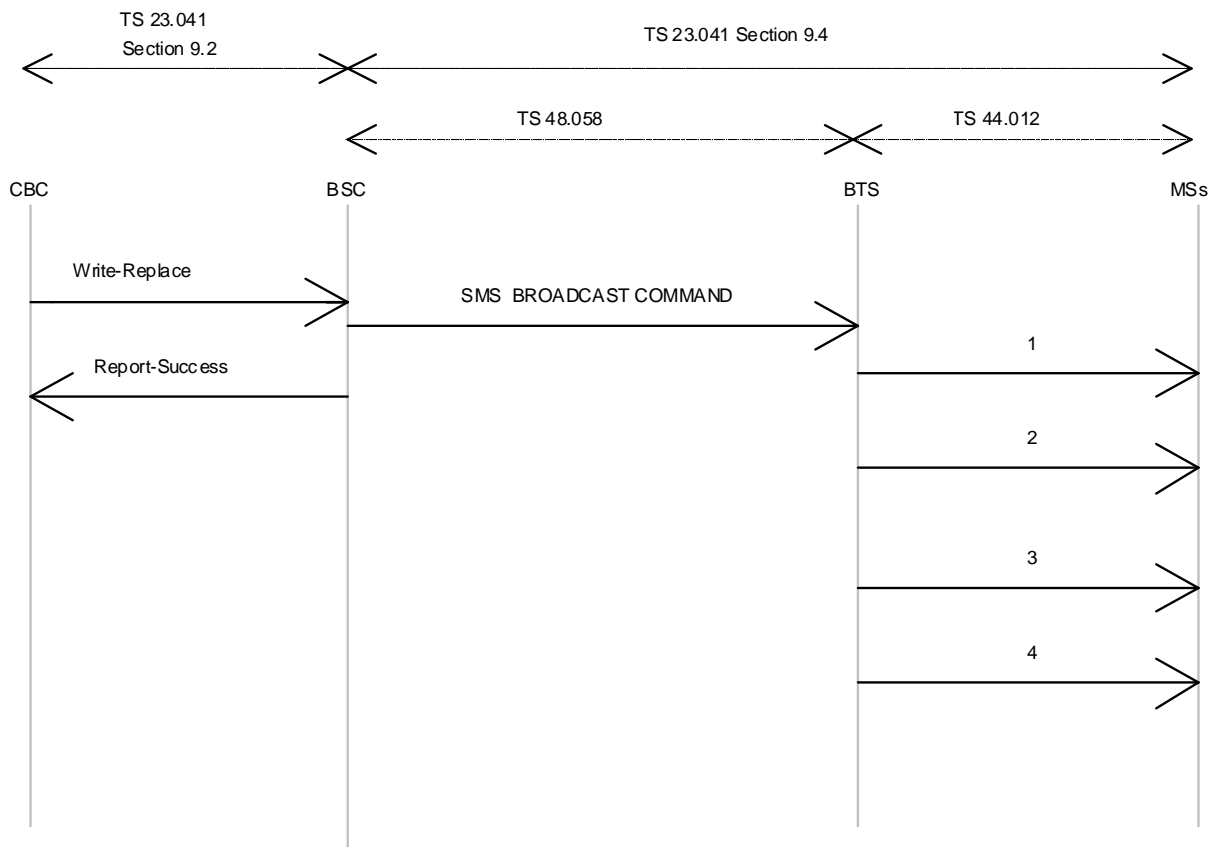 TS 23.041
Section 9.2
TS 23.041 Section 9.4
TS 48.058
TS 44.012
CBC
BSC
BTS
MSs
Write-Replace
SMS BROADCAST COMMAND
1
Report-Success
2
3
4